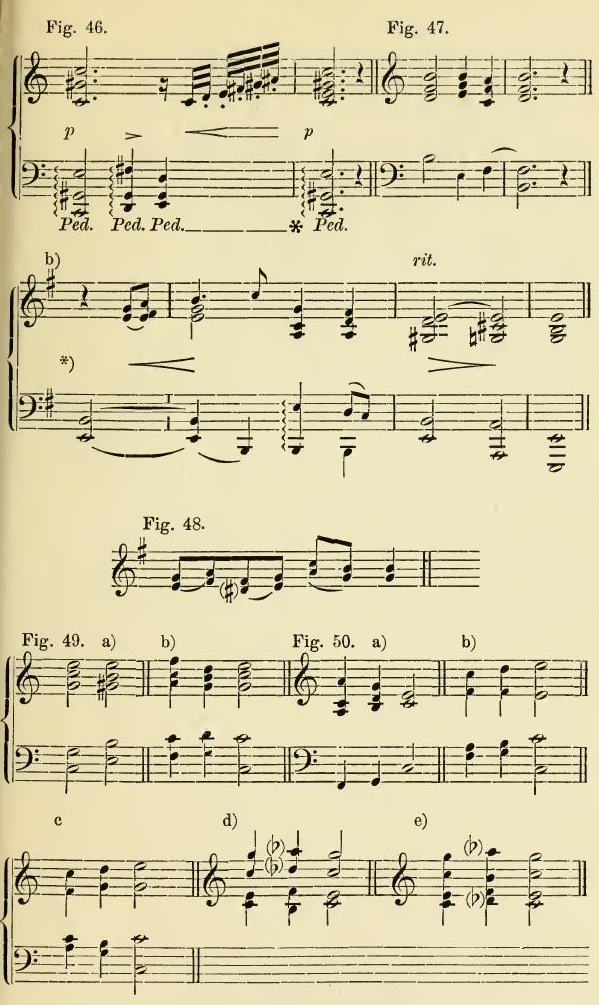 Fig. 46. Fig. 47.
p > p
Ped. Ped. Ped. * Ped.
b) rit.
*)
Fig. 48.
Fig. 49. a) b) Fig. 50. a) b)
c d) e)